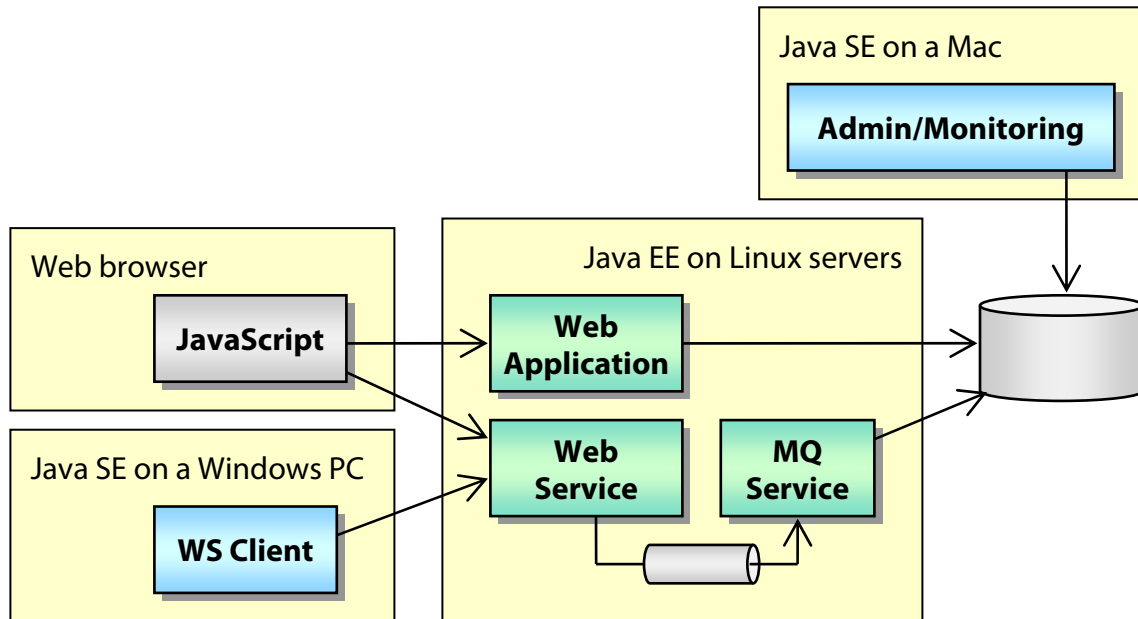 Java SE on a Mac
Admin/Monitoring
Web browser
JavaScript
Java EE on Linux servers
Web
Application
Java SE on a Windows PC
WS Client
Web
Service
MQ
Service